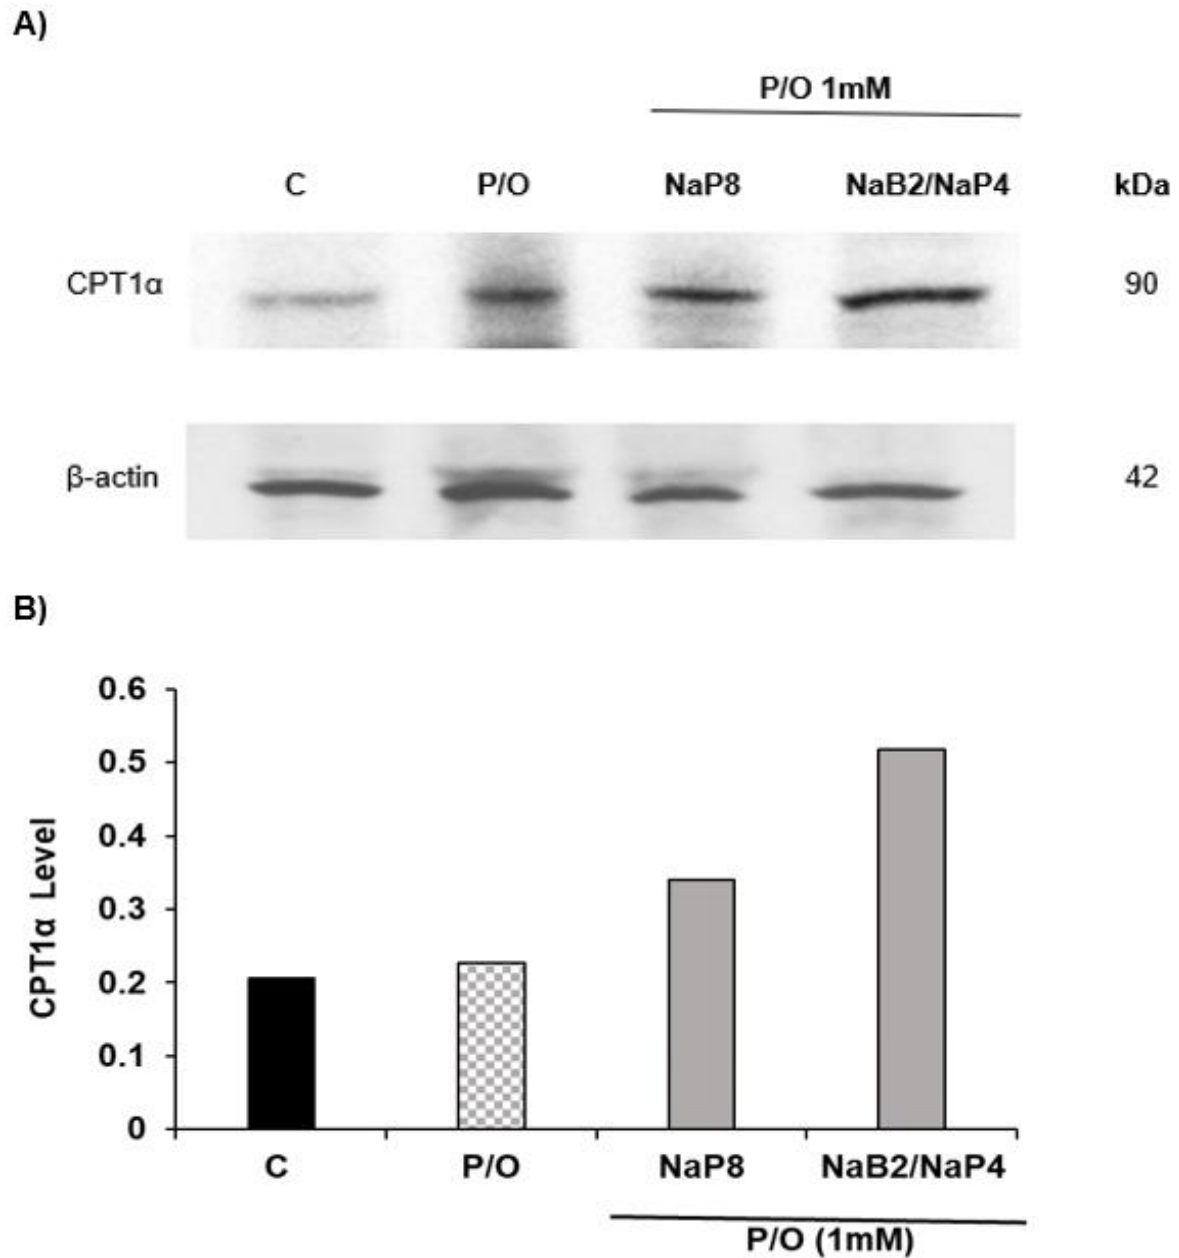 A)
P/O 1mM
C P/O NaP8 NaB2/NaP4 kDa
CPT1α 90
β-actin 42
B)
0.6
0.5
0.4
0.3
0.2
0.1
0
CPT1α Level
C P/O NaP8 NaB2/NaP4
P/O (1mM)